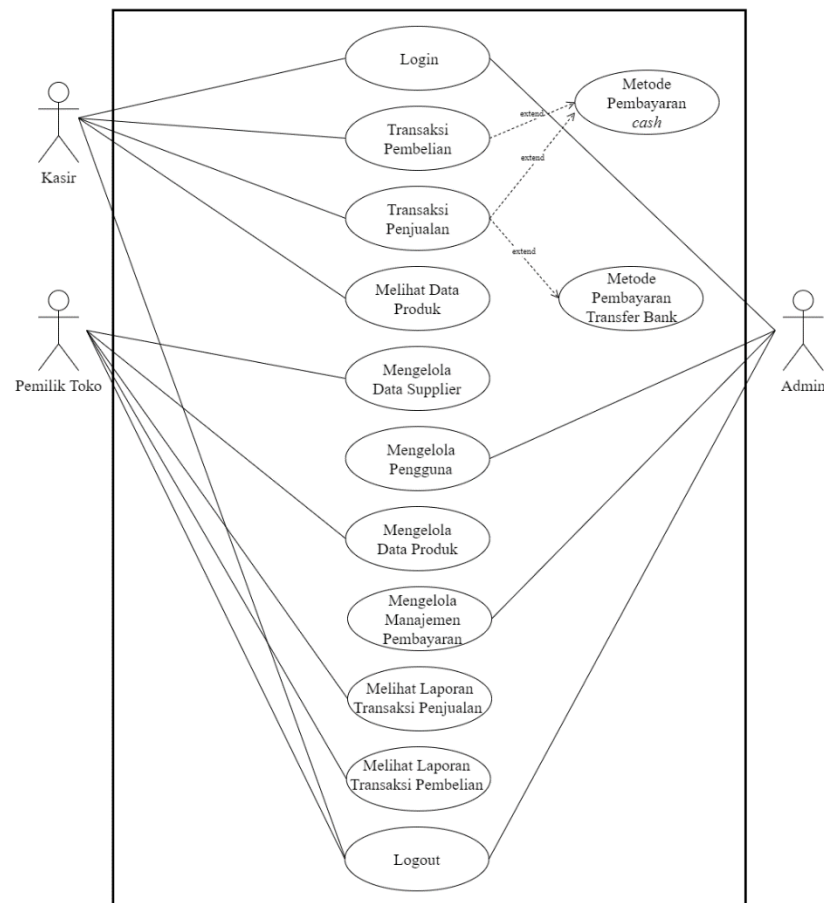 Login
Metode
Pembayaran
cash
extend
Transaksi
Pembelian
Kasir
extend
Transaksi
Penjualan
extend
Melihat Data
Produk
Metode
Pembayaran
Transfer Bank
Pemilik Toko
Mengelola
Data Supplier
Admin
Mengelola
Pengguna
Mengelola
Data Produk
Mengelola
Manajemen
Pembayaran
Melihat Laporan
Transaksi Penjualan
Melihat Laporan
Transaksi Pembelian
Logout